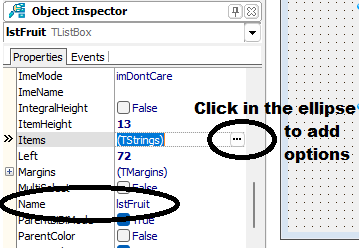 Object Inspector
lstFruit TListBox
Properties Events
ImeMode imDontCare
ImeName
IntegralHeight False
ItemHeight 13
Items (TStrings) ...
Left 72
Margins (TMargins)
MultiSelect False
Name lstFruit
ParentBiDiMode True
ParentColor False
Click in the ellipse
to add
options